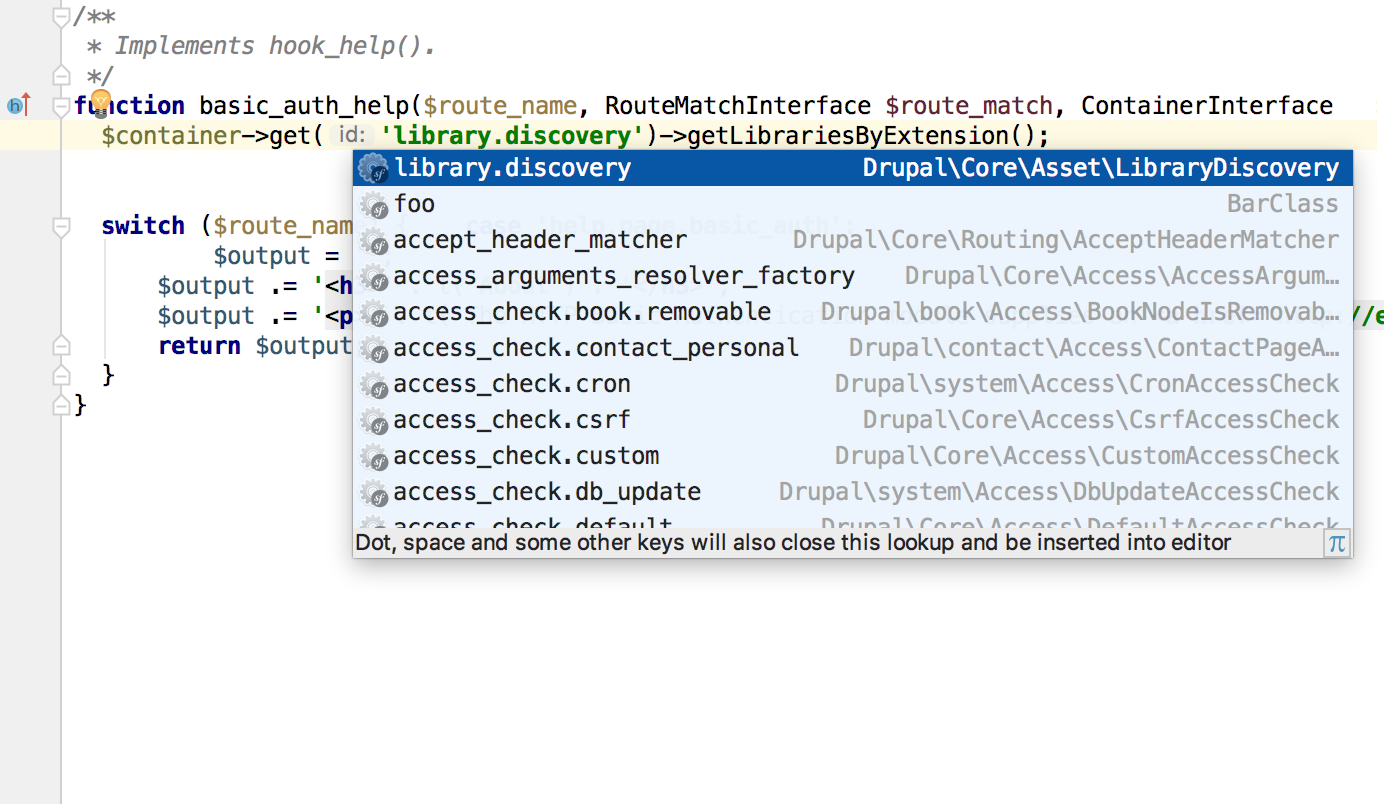 /**
* Implements hook_help().
*/
function basic_auth_help($route_name, RouteMatchInterface $route_match, ContainerInterface
$container->get( id: 'library.discovery')->getLibrariesByExtension();
library.discovery Drupal\Core\Asset\LibraryDiscovery
foo BarClass
accept_header_matcher Drupal\Core\Routing\AcceptHeaderMatcher
access_arguments_resolver_factory Drupal\Core\Access\AccessArgum…
access_check.book.removable Drupal\book\Access\BookNodeIsRemovab…
access_check.contact_personal Drupal\contact\Access\ContactPageA…
access_check.cron Drupal\system\Access\CronAccessCheck
access_check.csrf Drupal\Core\Access\CsrfAccessCheck
access_check.custom Drupal\Core\Access\CustomAccessCheck
access_check.db_update Drupal\system\Access\DbUpdateAccessCheck
access_check.default Drupal\Core\Access\DefaultAccessCheck
Dot, space and some other keys will also close this lookup and be inserted into editor π
switch ($route_nam { case 'help.page.basic_auth':
$output =
$output .= '<h
$output .= '<p //e
return $output
}
}